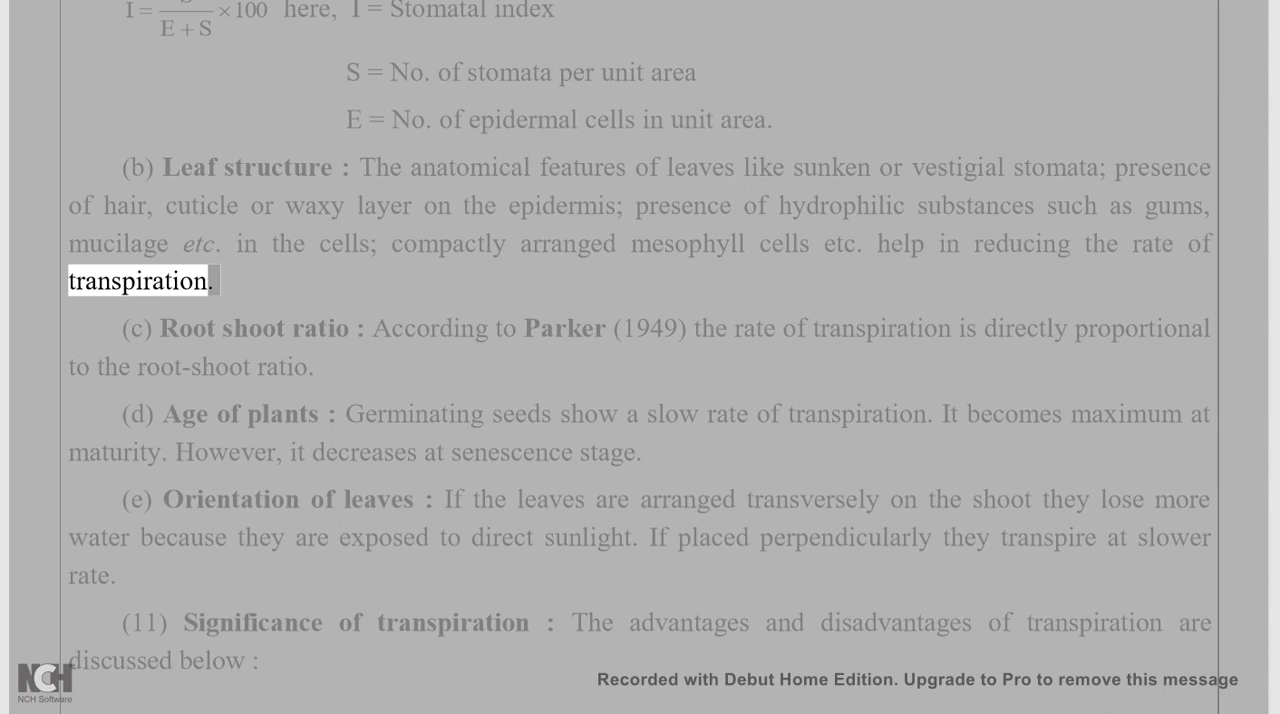 I = ―― ×100 here, I = Stomatal index
E + S
S = No. of stomata per unit area
E = No. of epidermal cells in unit area.
(b) Leaf structure : The anatomical features of leaves like sunken or vestigial stomata; presence
of hair, cuticle or waxy layer on the epidermis; presence of hydrophilic substances such as gums,
mucilage etc. in the cells; compactly arranged mesophyll cells etc. help in reducing the rate of
transpiration.
(c) Root shoot ratio : According to Parker (1949) the rate of transpiration is directly proportional
to the root-shoot ratio.
(d) Age of plants : Germinating seeds show a slow rate of transpiration. It becomes maximum at
maturity. However, it decreases at senescence stage.
(e) Orientation of leaves : If the leaves are arranged transversely on the shoot they lose more
water because they are exposed to direct sunlight. If placed perpendicularly they transpire at slower
rate.
(11) Significance of transpiration : The advantages and disadvantages of transpiration are
discussed below :
NCH
NCH Software
Recorded with Debut Home Edition. Upgrade to Pro to remove this message